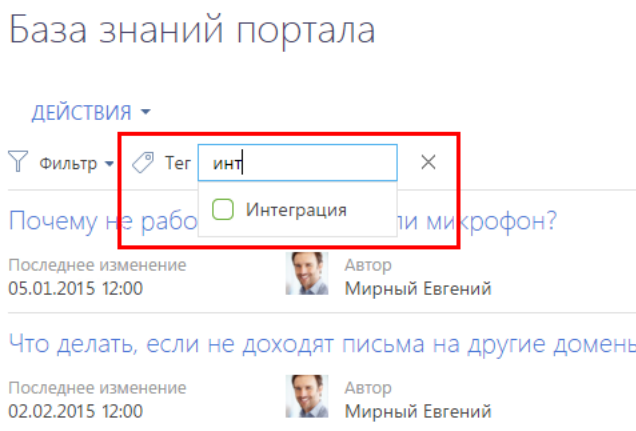 База знаний портала
ДЕЙСТВИЯ
Фильтр Тег инт
Интеграция
Почему не рабо ли микрофон?
Последнее изменение Автор
05.01.2015 12:00 Мирный Евгений
Что делать, если не доходят письма на другие домены
Последнее изменение Автор
02.02.2015 12:00 Мирный Евгений